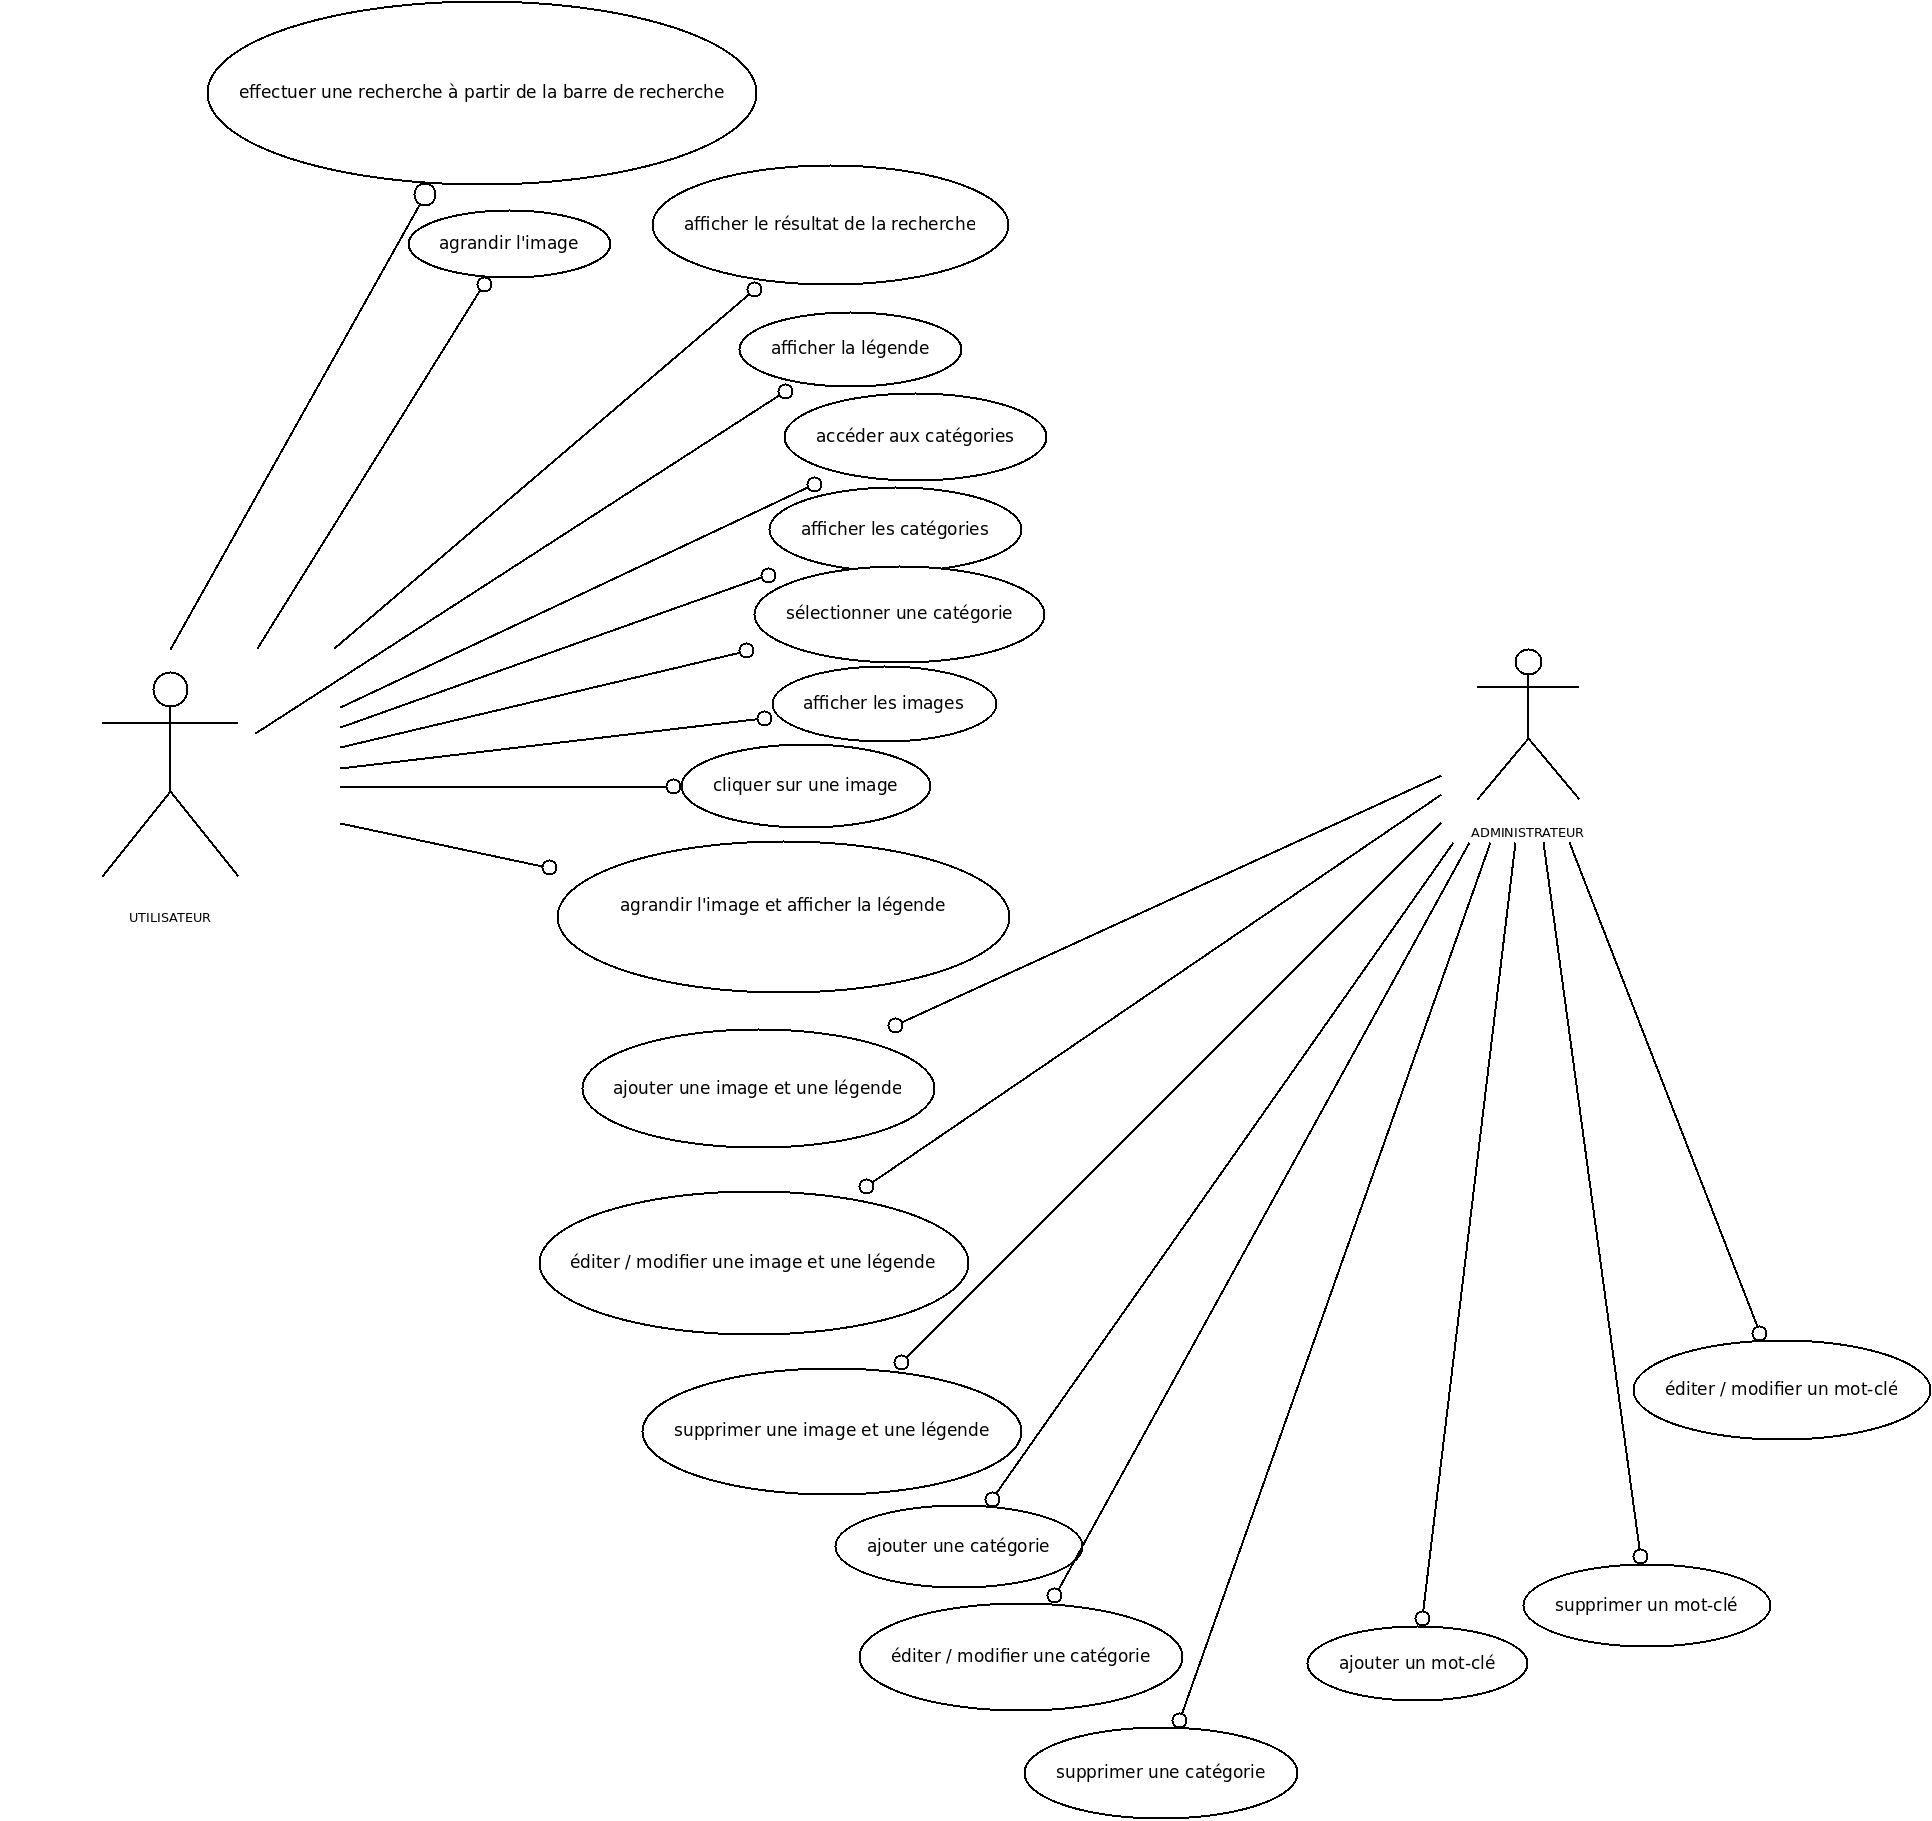 effectuer une recherche à partir de la barre de recherche
afficher le résultat de la recherche
agrandir l'image
afficher la légende
accéder aux catégories
afficher les catégories
sélectionner une catégorie
afficher les images
cliquer sur une image
ADMINISTRATEUR
agrandir l'image et afficher la légende
UTILISATEUR
ajouter une image et une légende
éditer / modifier une image et une légende
éditer / modifier un mot-clé
supprimer une image et une légende
ajouter une catégorie
supprimer un mot-clé
éditer / modifier une catégorie
ajouter un mot-clé
supprimer une catégorie